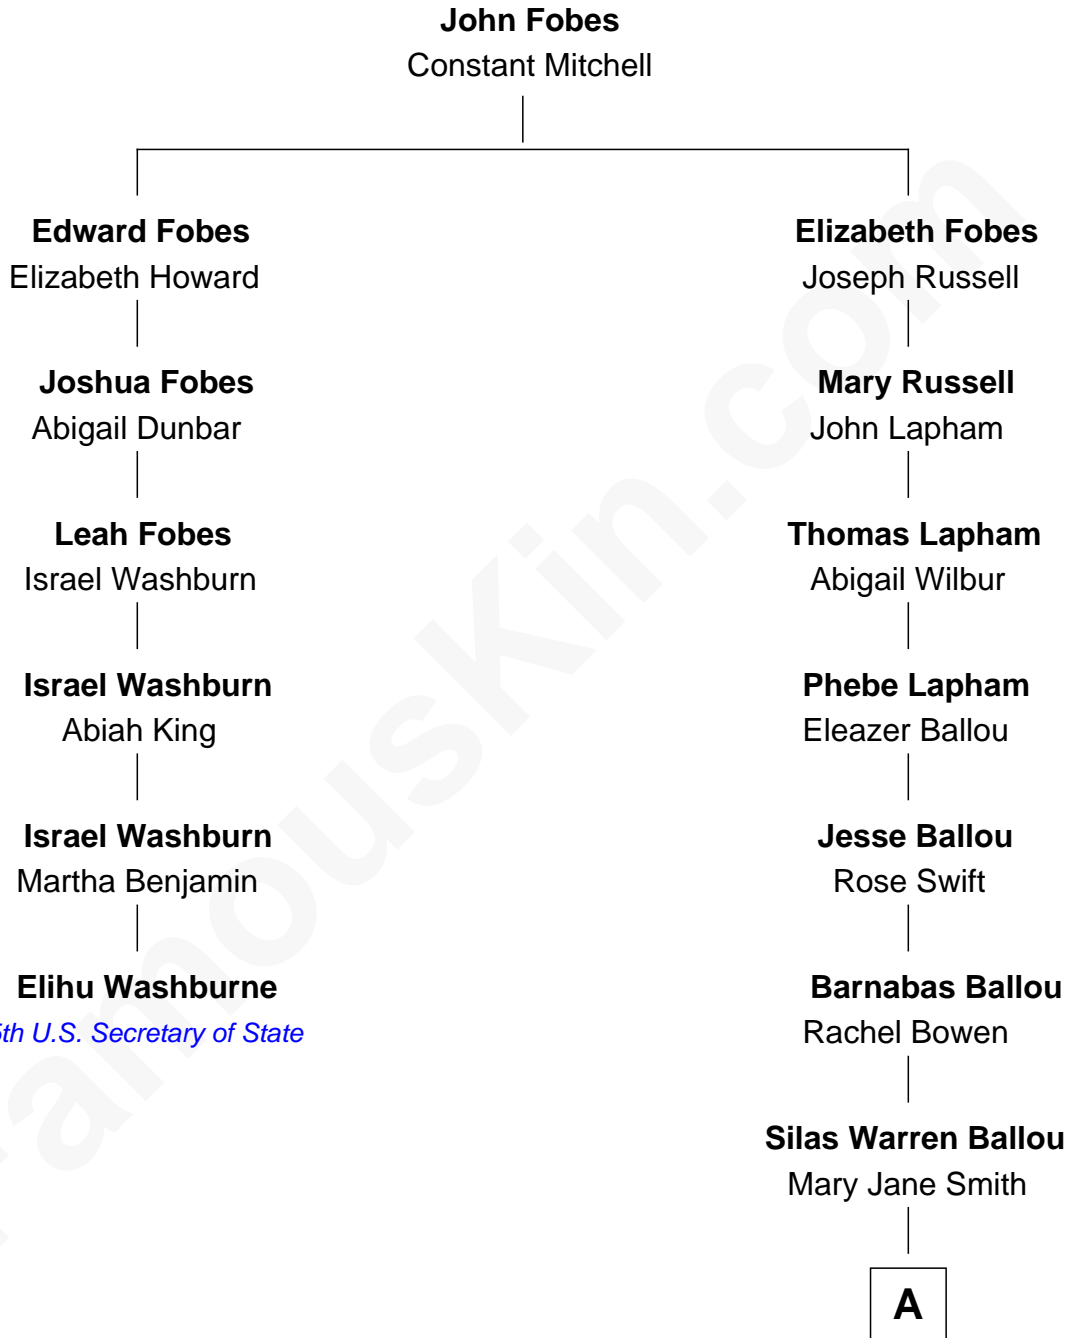 John Fobes
Constant Mitchell
Edward Fobes
Elizabeth Howard
Joshua Fobes
Abigail Dunbar
Leah Fobes
Israel Washburn
Israel Washburn
Abiah King
Israel Washburn
Martha Benjamin
Elihu Washburne
5th U.S. Secretary of State
Elizabeth Fobes
Joseph Russell
Mary Russell
John Lapham
Thomas Lapham
Abigail Wilbur
Phebe Lapham
Eleazer Ballou
Jesse Ballou
Rose Swift
Barnabas Ballou
Rachel Bowen
Silas Warren Ballou
Mary Jane Smith
A
FamousKin.com